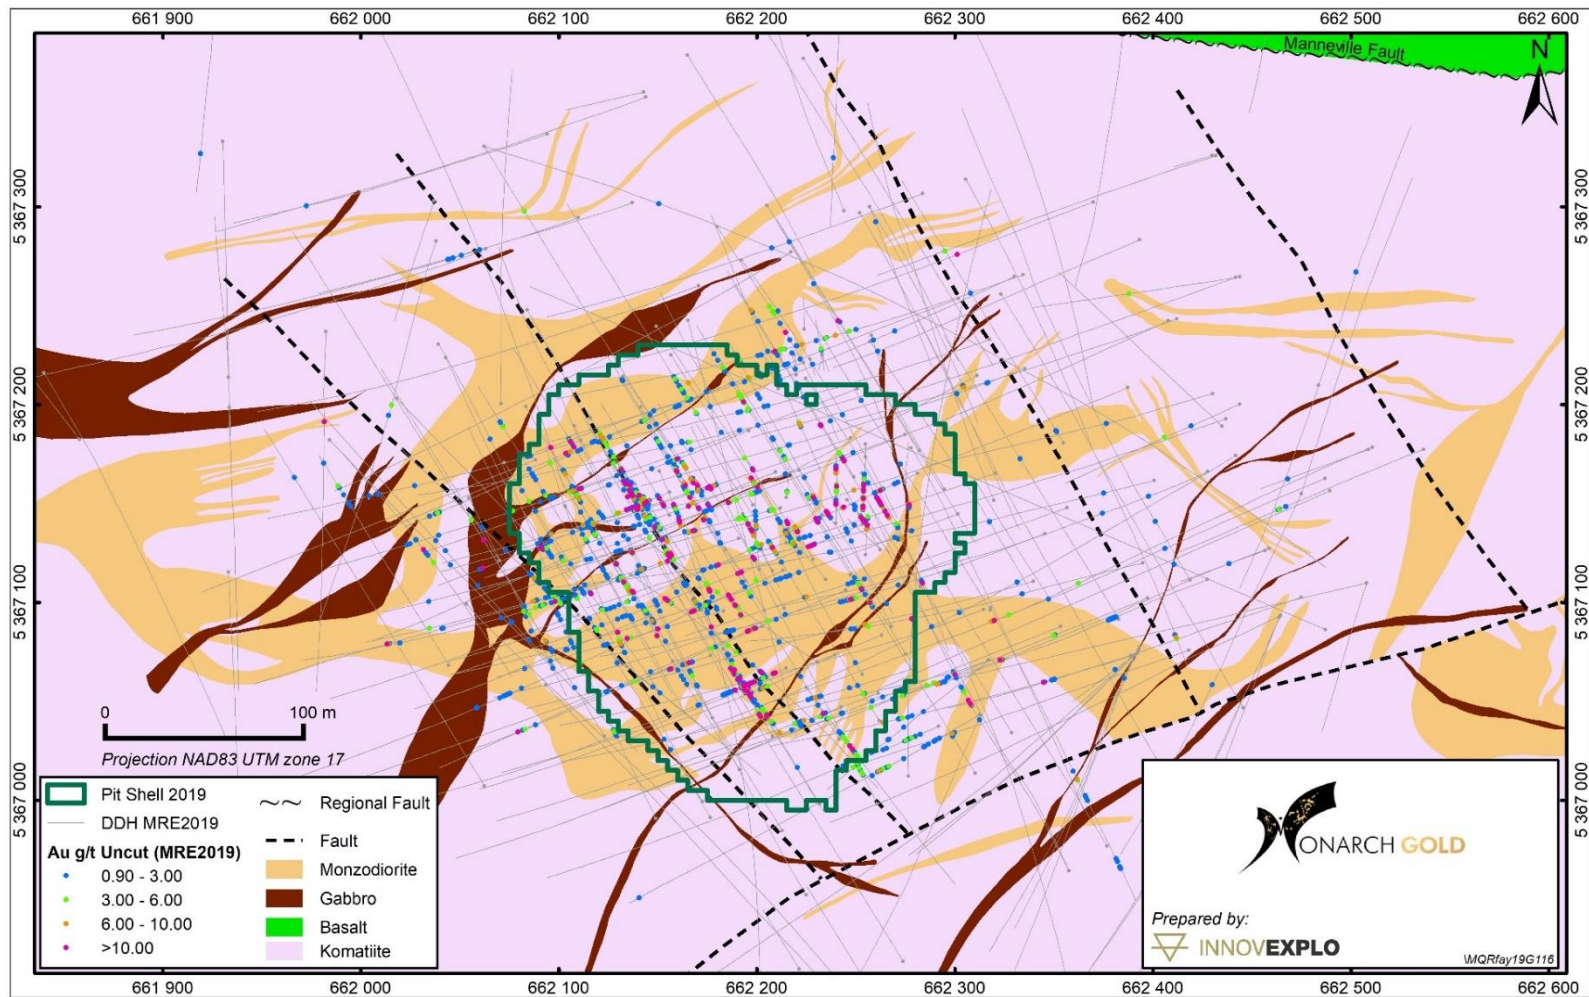 661 900 662 000 662 100 662 200 662 300 662 400 662 500 662 600
Manneville Fault
N
5 367 300 5 367 300
5 367 200 5 367 200
5 367 100 5 367 100
5 367 000 5 367 000
0 100 m
Projection NAD83 UTM zone 17
Pit Shell 2019
DDH MRE2019
Au g/t Uncut (MRE2019)
0.90 - 3.00
3.00 - 6.00
6.00 - 10.00
>10.00
Regional Fault
Fault
Monzodiorite
Gabbro
Basalt
Komatiite
MONARCH GOLD
Prepared by:
INNOVEXPLO
\MQRfay19G116
661 900 662 000 662 100 662 200 662 300 662 400 662 500 662 600